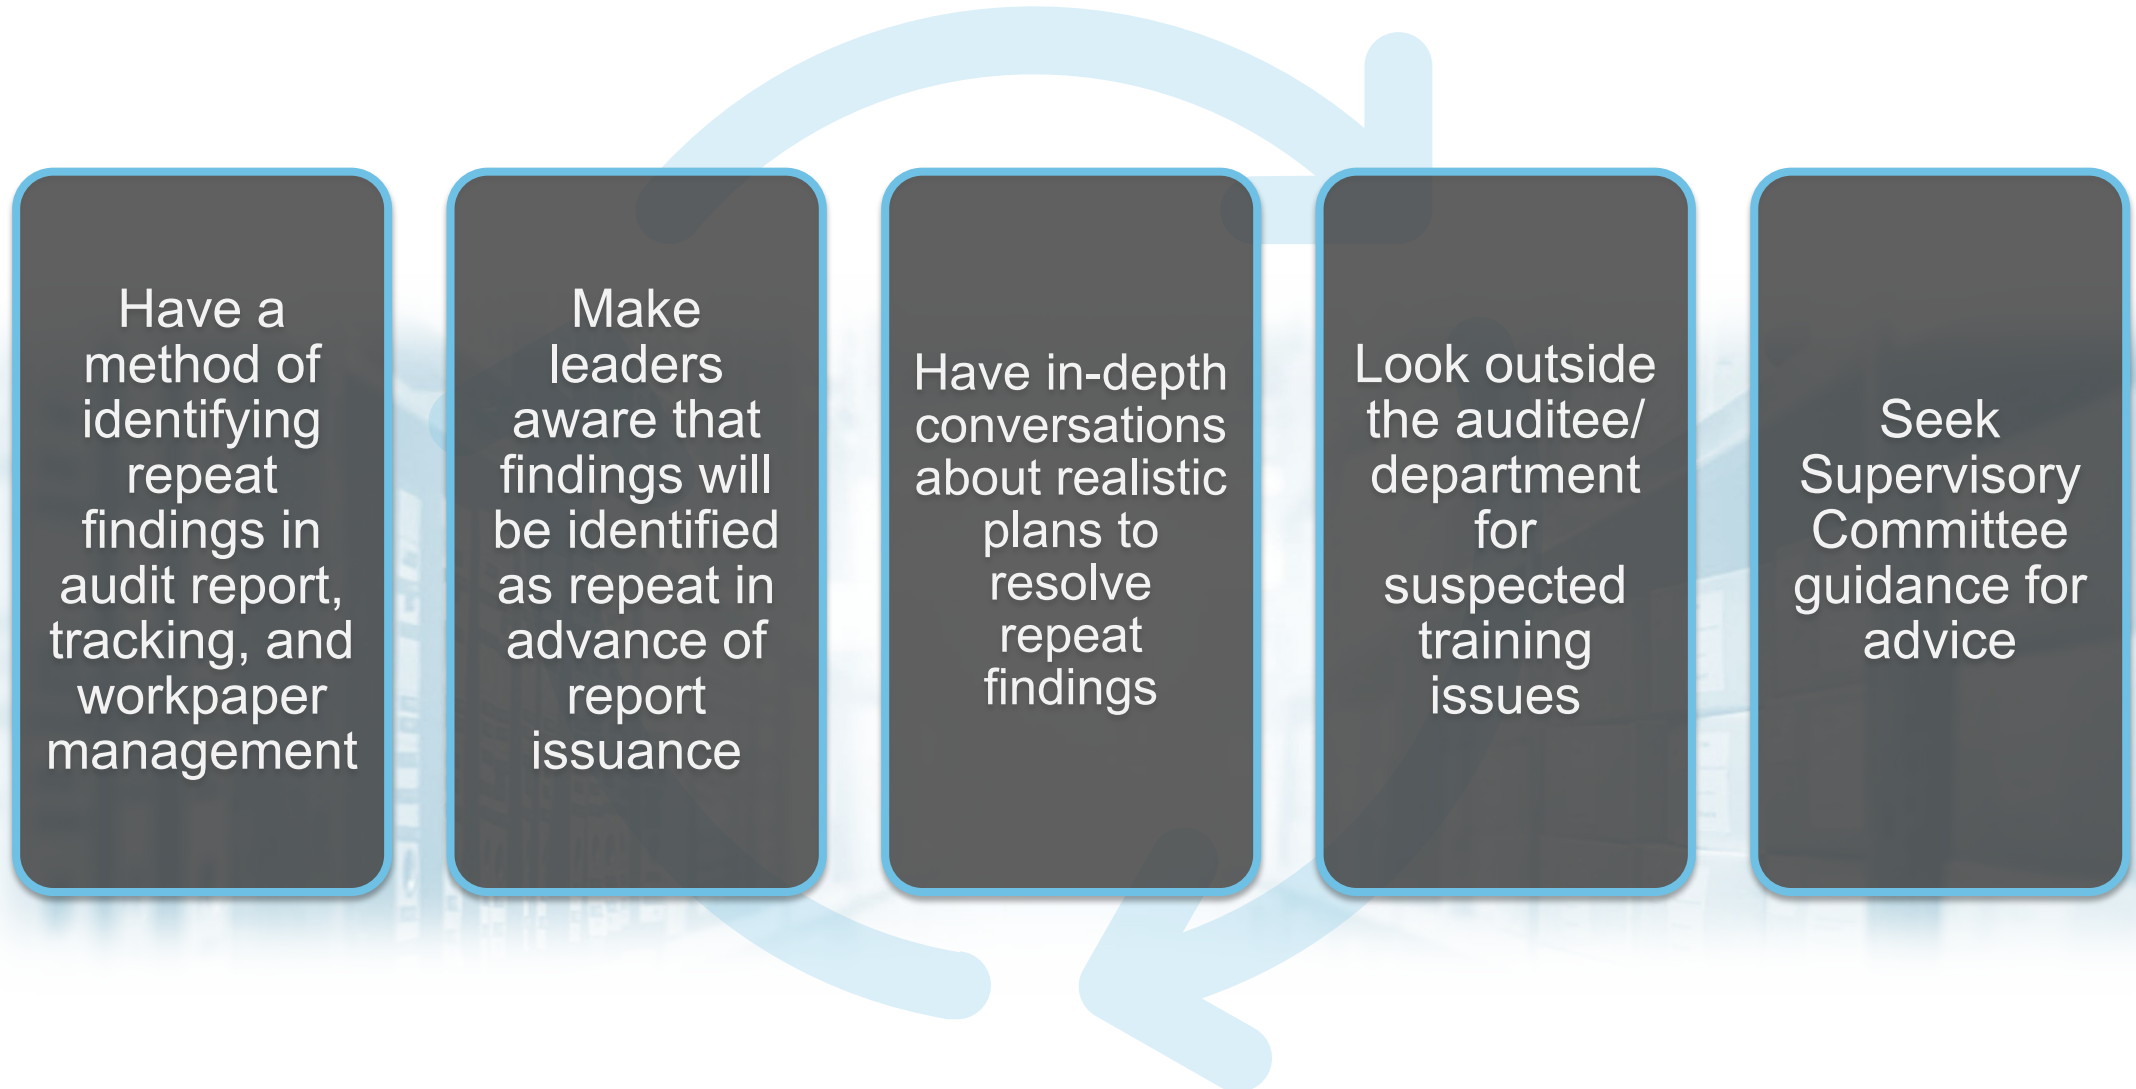 Have a
method of
identifying
repeat
findings in
audit report,
tracking, and
workpaper
management
Make
leaders
aware that
findings will
be identified
as repeat in
advance of
report
issuance
Have in-depth
conversations
about realistic
plans to
resolve
repeat
findings
Look outside
the auditee/
department
for
suspected
training
issues
Seek
Supervisory
Committee
guidance for
advice